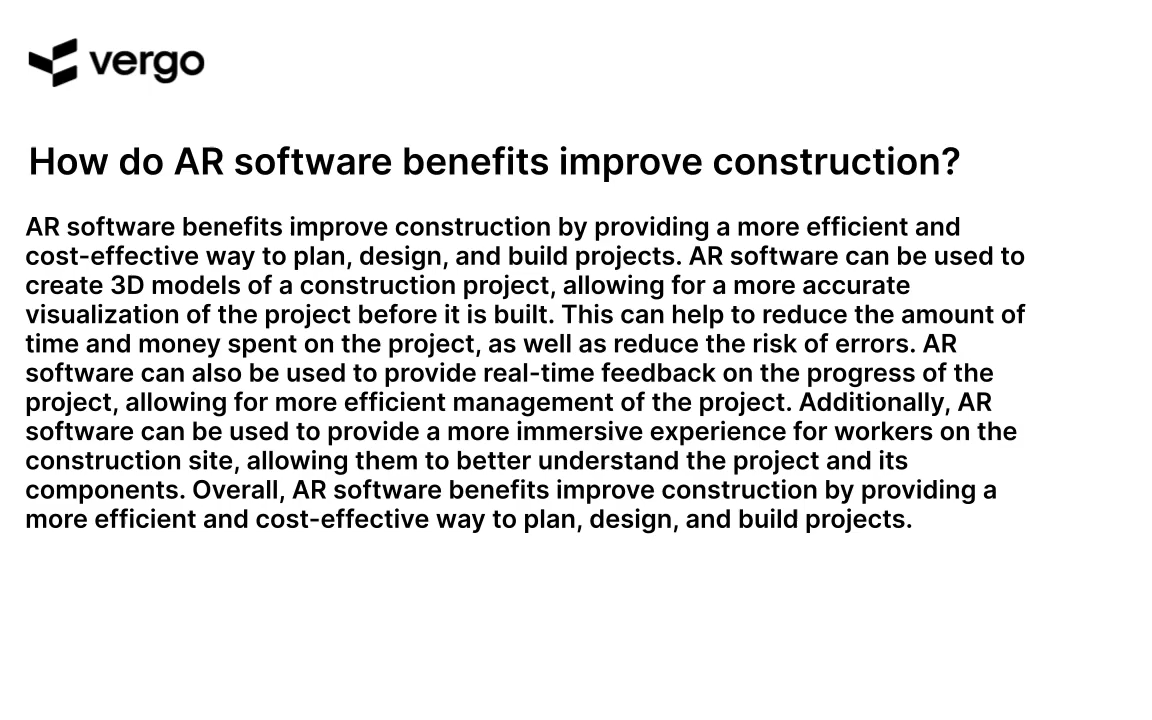 vergo
How do AR software benefits improve construction?
AR software benefits improve construction by providing a more efficient and
cost-effective way to plan, design, and build projects. AR software can be used to
create 3D models of a construction project, allowing for a more accurate
visualization of the project before it is built. This can help to reduce the amount of
time and money spent on the project, as well as reduce the risk of errors. AR
software can also be used to provide real-time feedback on the progress of the
project, allowing for more efficient management of the project. Additionally, AR
software can be used to provide a more immersive experience for workers on the
construction site, allowing them to better understand the project and its
components. Overall, AR software benefits improve construction by providing a
more efficient and cost-effective way to plan, design, and build projects.